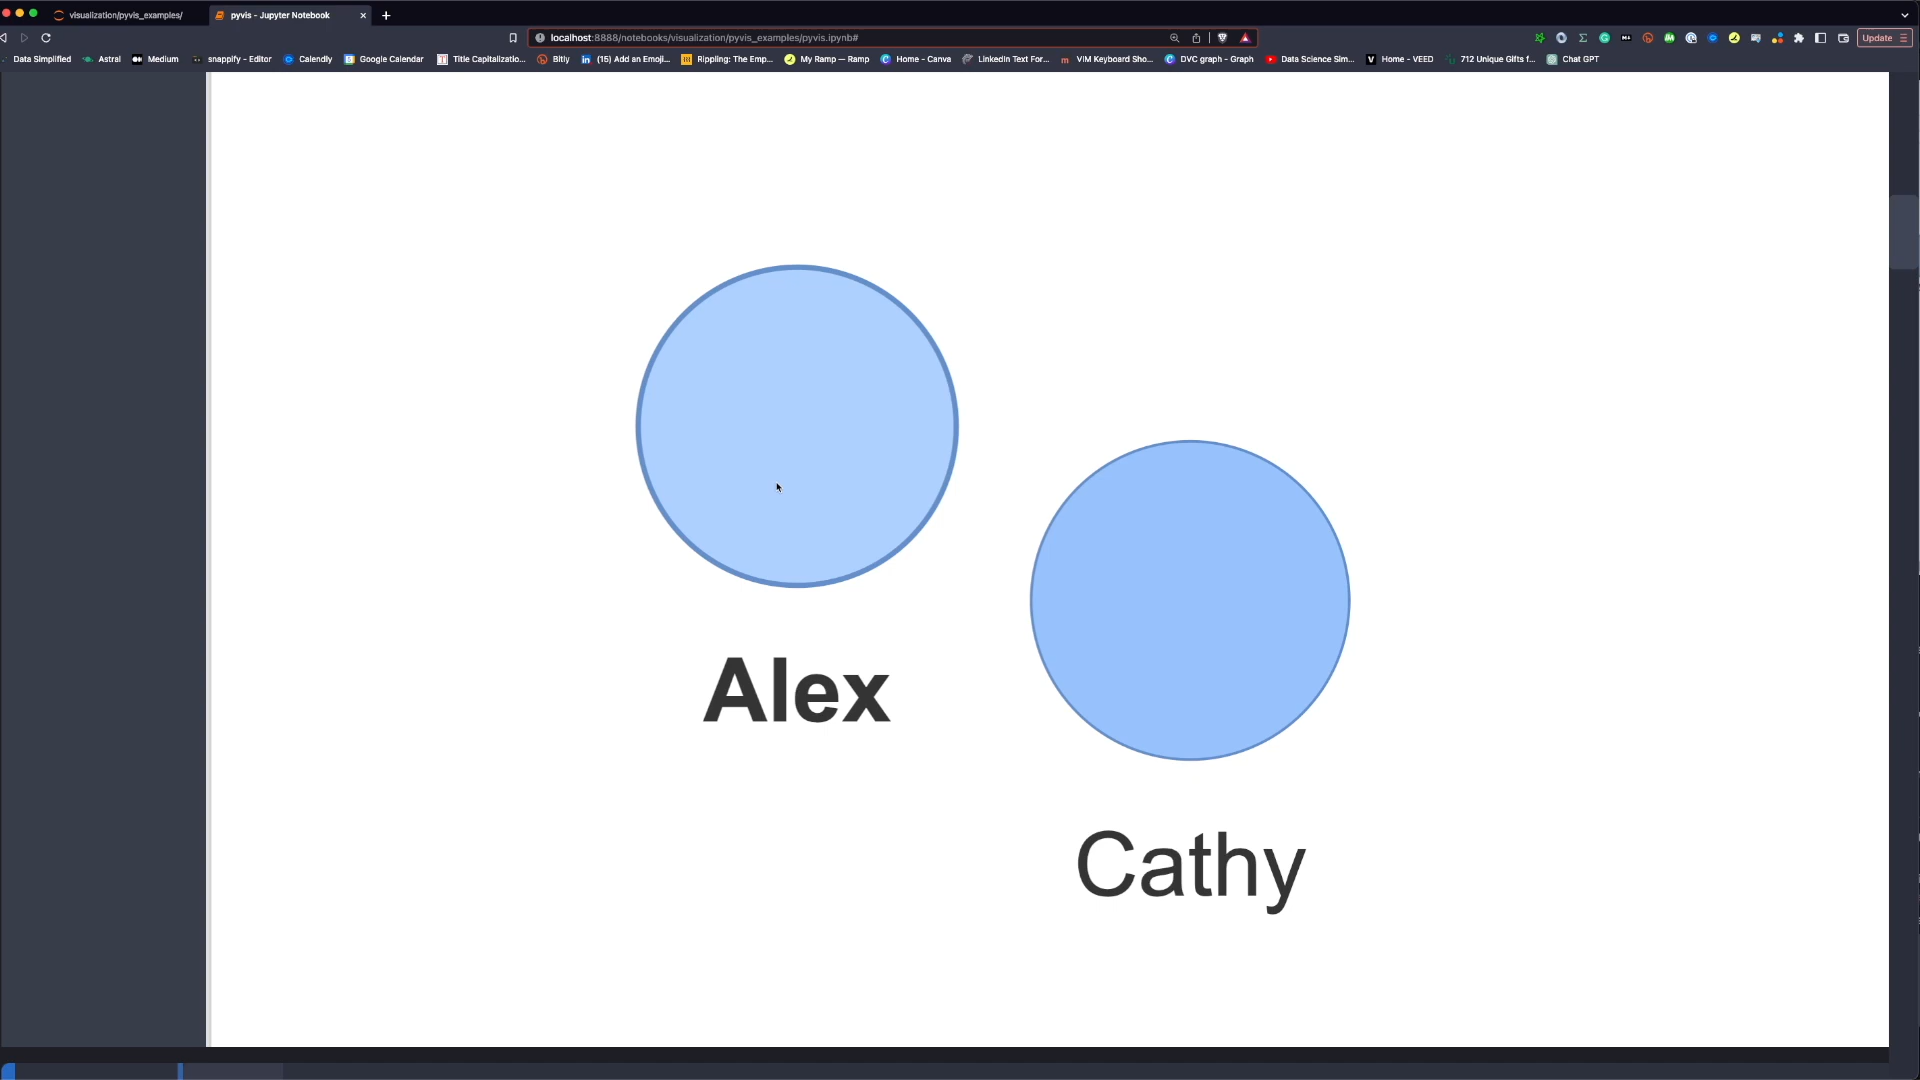 visualization/pyvis_examples/
pyvis - Jupyter Notebook
localhost:8888/notebooks/visualization/pyvis_examples/pyvis.ipynb#
Update
Data Simplified
Astral
Medium
snappify - Editor
Calendly
Google Calendar
Title Capitalizatio...
Bitly
(15) Add an Emoji...
Rippling: The Emp...
My Ramp — Ramp
Home - Canva
LinkedIn Text For...
VIM Keyboard Sho...
DVC graph - Graph
Data Science Sim...
Home - VEED
712 Unique Gifts f...
Chat GPT
Alex
Cathy